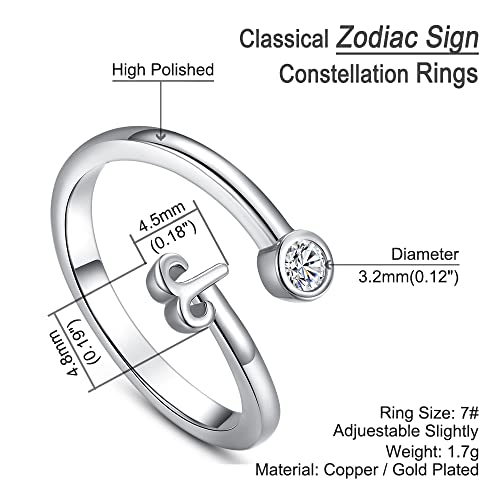 Classical Zodiac Sign
Constellation Rings
High Polished
4.5mm
(0.18")
Diameter
3.2mm(0.12")
4.8mm
(0.19")
Ring Size: 7#
Adjuestable Slightly
Weight: 1.7g
Material: Copper / Gold Plated